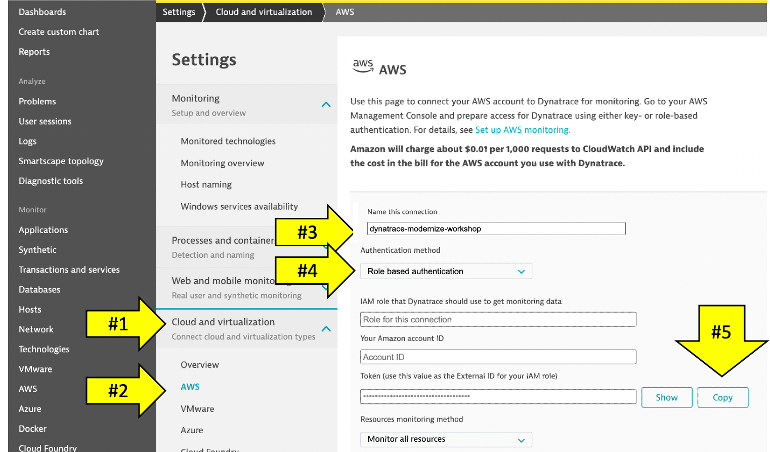 Dashboards
Create custom chart
Reports
Analyze
Problems
User sessions
Logs
Smartscape topology
Diagnostic tools
Monitor
Applications
Synthetic
Transactions and services
Databases
Hosts
Network
Technologies
VMware
AWS
Azure
Docker
Cloud Foundry
Settings
Cloud and virtualization
AWS
Settings
Monitoring
Setup and overview
Monitored technologies
Monitoring overview
Host naming
Windows services availability
Processes and container
Detection and naming
Web and mobile monito
Real user and synthetic monitoring
Cloud and virtualization
Connect cloud and virtualization types
Overview
AWS
VMware
Azure
Cloud Foundry
#1
#2
#3
#4
#5
aws
AWS
Use this page to connect your AWS account to Dynatrace for monitoring. Go to your AWS
Management Console and prepare access for Dynatrace using either key- or role-based
authentication. For details, see Set up AWS monitoring.
Amazon will charge about $0.01 per 1,000 requests to CloudWatch API and include
the cost in the bill for the AWS account you use with Dynatrace.
Name this connection
dynatrace-modernize-workshop
Authentication method
Role based authentication
IAM role that Dynatrace should use to get monitoring data
Role for this connection
Your Amazon account ID
Account ID
Token (use this value as the External ID for your iAM role)
Show
Copy
Resources monitoring method
Monitor all resources